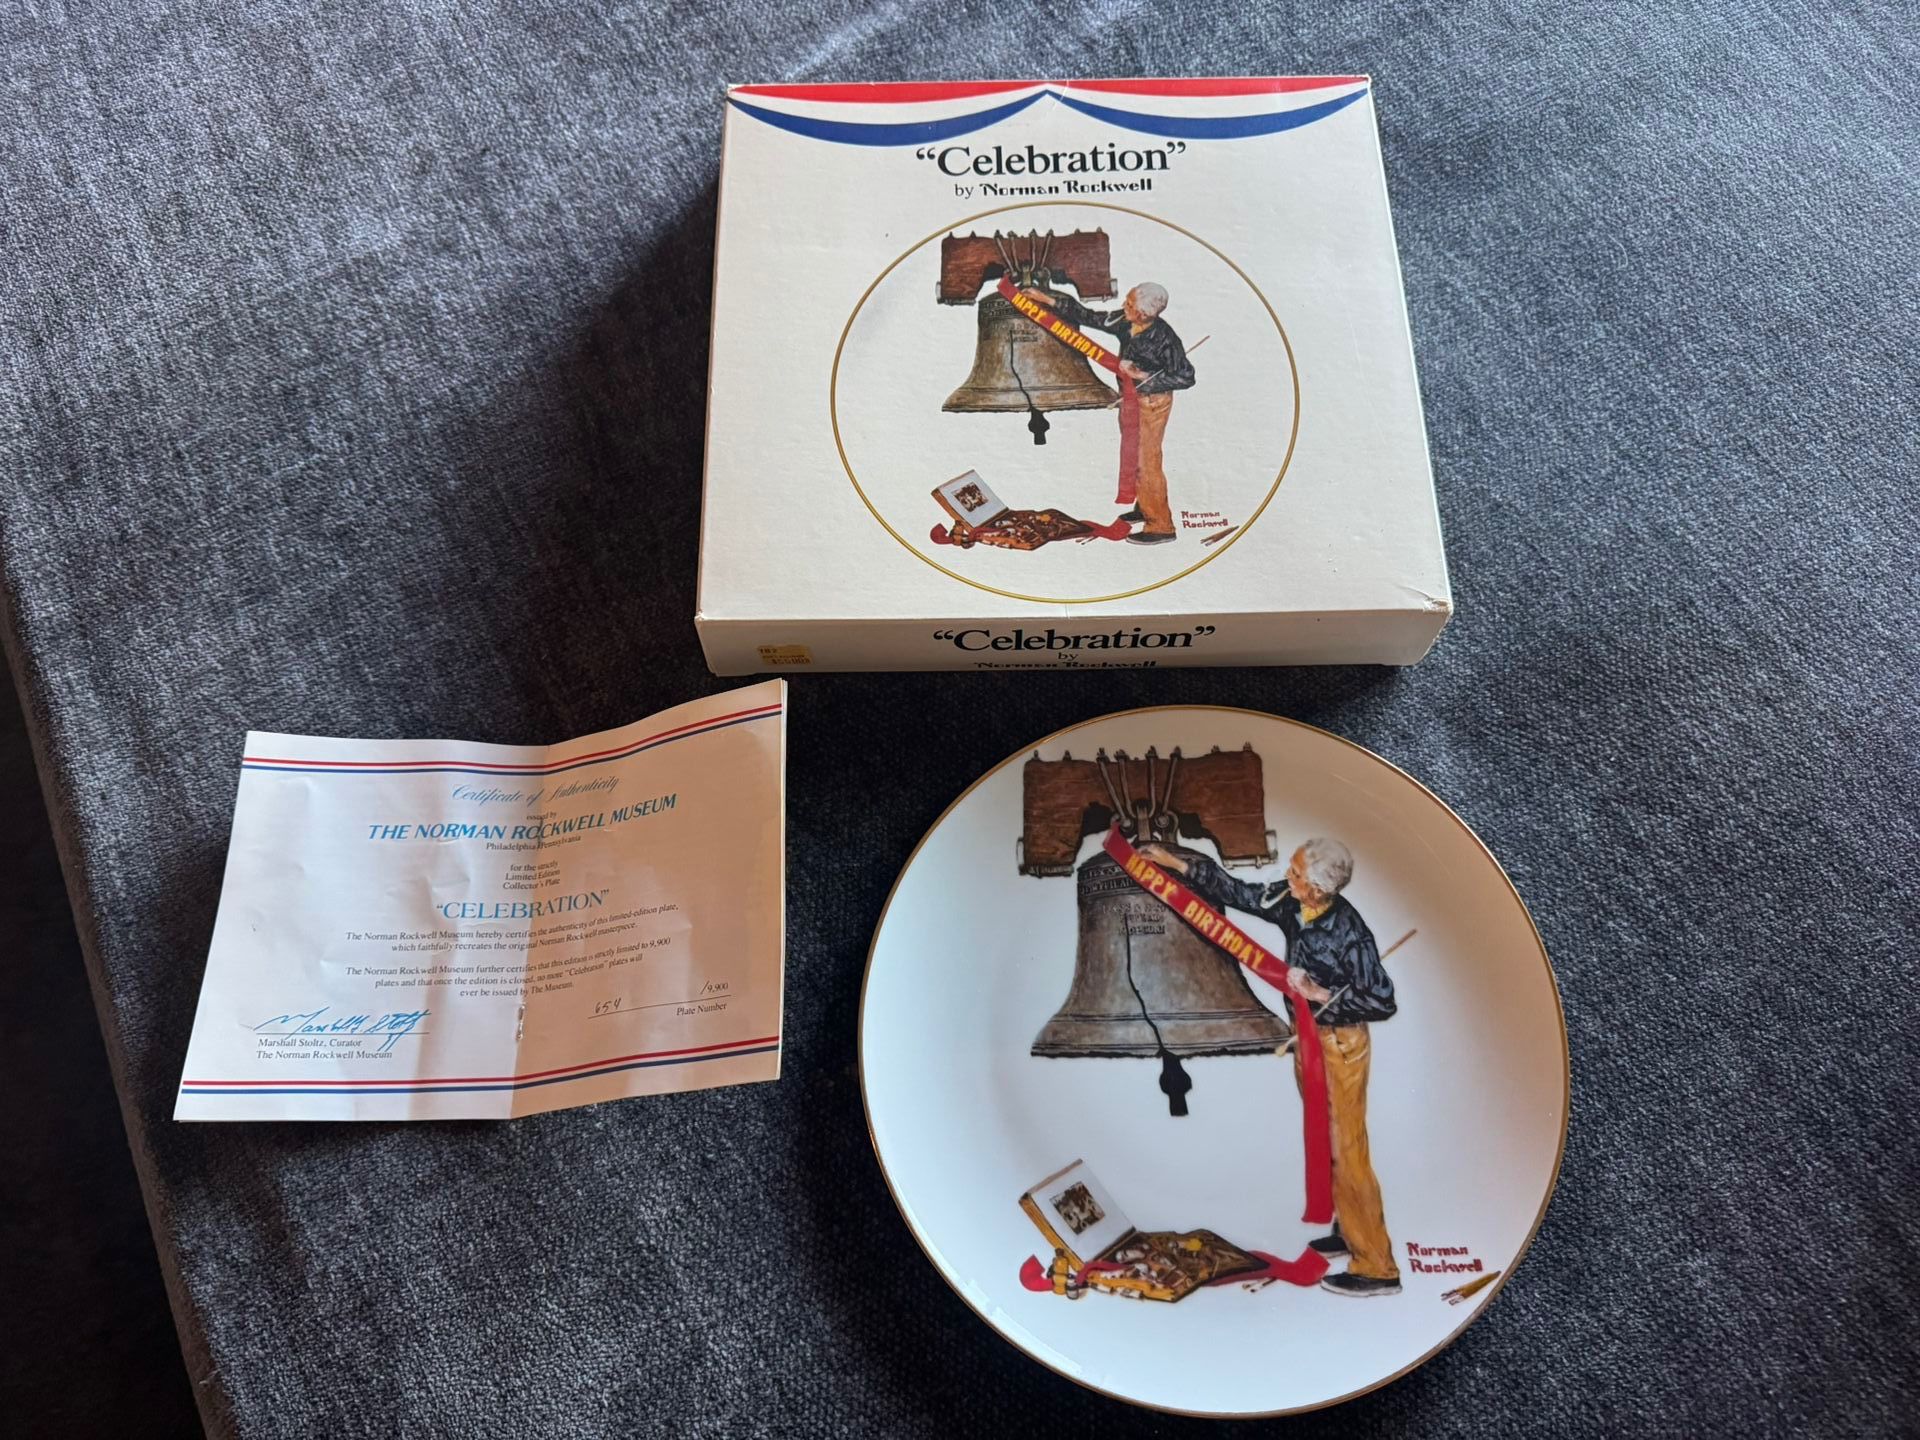 “Celebration”
by Norman Rockwell
HAPPY BIRTHDAY
Norman
Rockwell
“Celebration”
by
Norman Rockwell
Certificate of Authenticity
issued by
THE NORMAN ROCKWELL MUSEUM
Philadelphia Pennsylvania
for the strictly
Limited Edition
Collector's Plate
“CELEBRATION”
The Norman Rockwell Museum hereby certifies the authenticity of this limited-edition plate,
which faithfully recreates the original Norman Rockwell masterpiece.
The Norman Rockwell Museum further certifies that this edition is strictly limited to 9,900
plates and that once the edition is closed, no more “Celebration” plates will
ever be issued by The Museum.
654 /9,900
Plate Number
Marshall Stoltz
Marshall Stoltz, Curator
The Norman Rockwell Museum
HAPPY BIRTHDAY
Norman
Rockwell